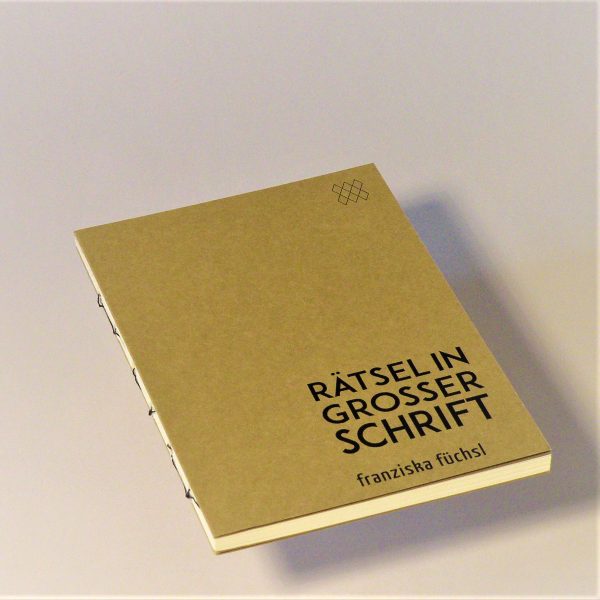 RÄTSEL IN
GROSSER
SCHRIFT
franziska füchsl